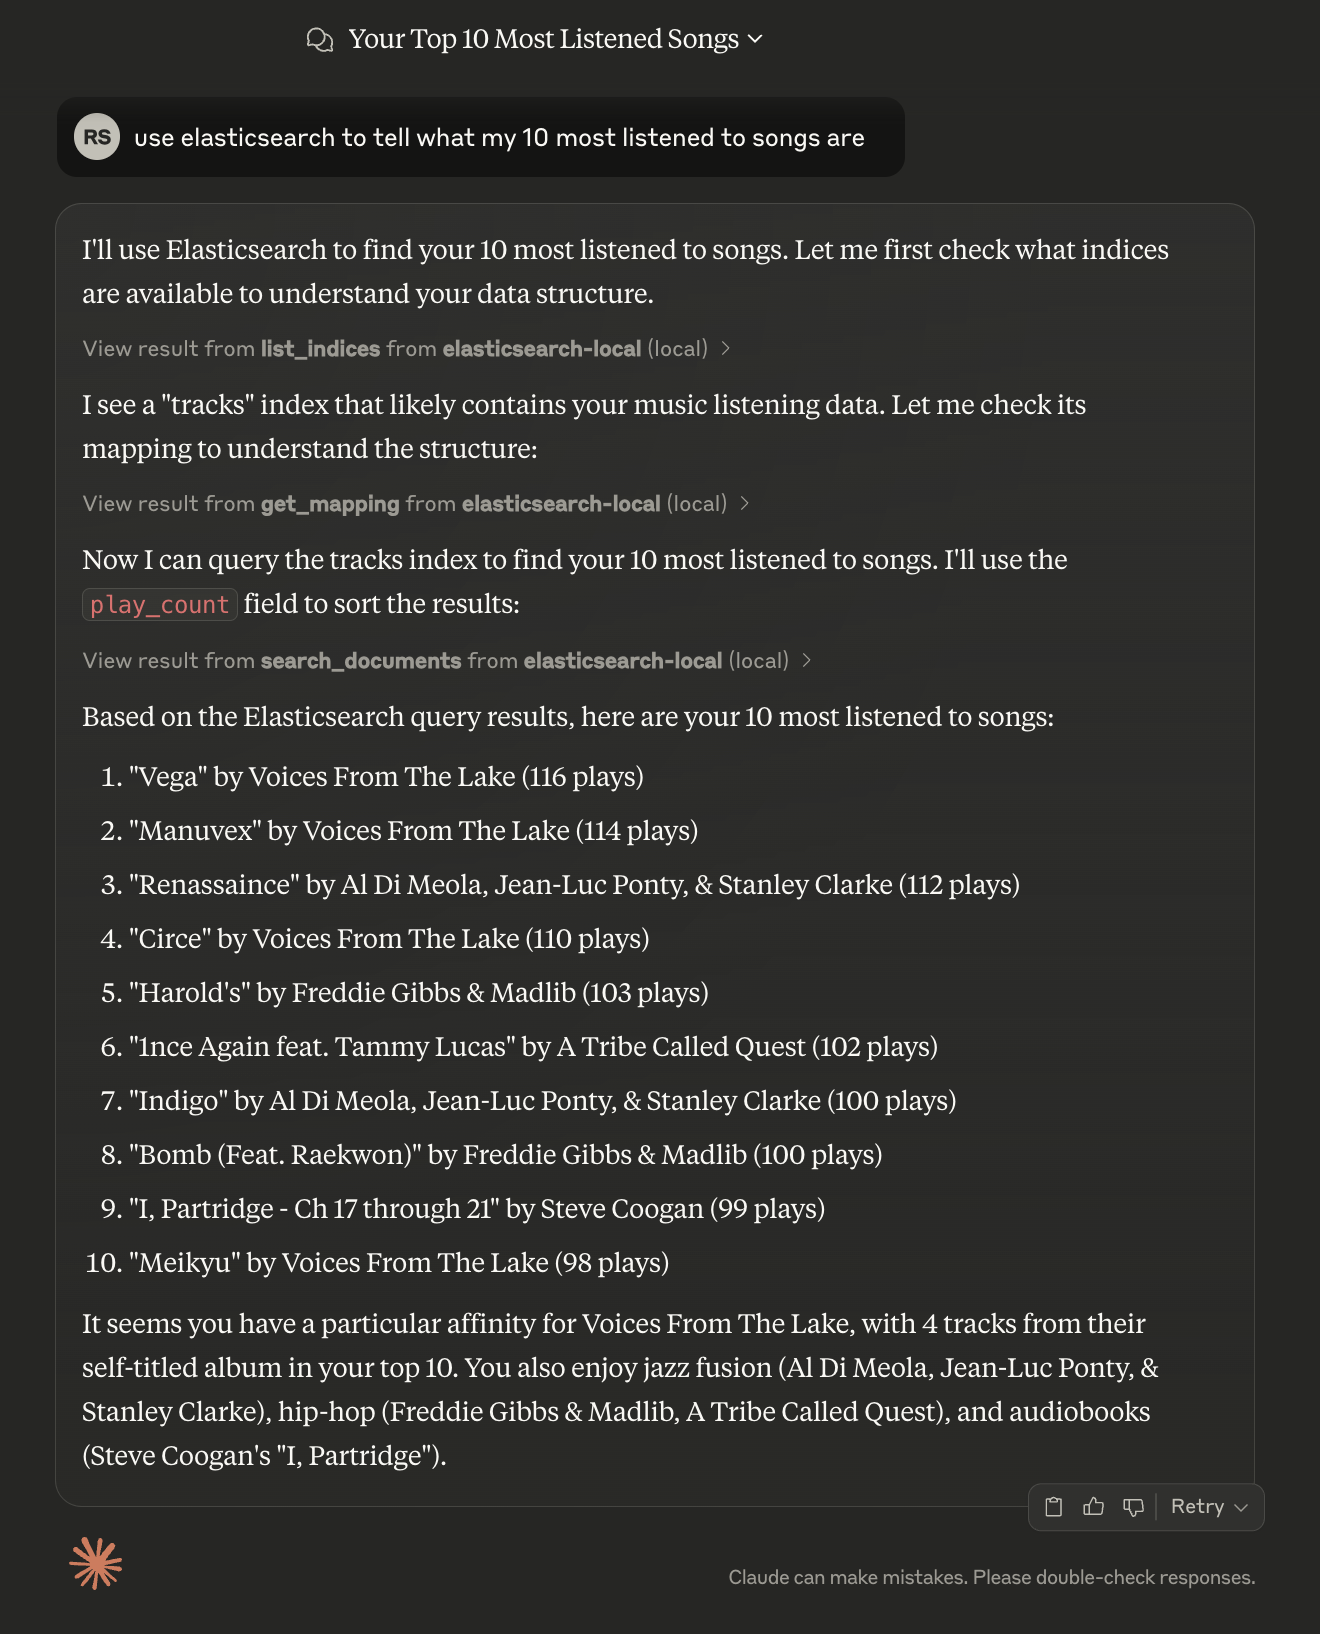 Your Top 10 Most Listened Songs
RS use elasticsearch to tell what my 10 most listened to songs are
I'll use Elasticsearch to find your 10 most listened to songs. Let me first check what indices
are available to understand your data structure.
View result from list_indices from elasticsearch-local (local)
I see a "tracks" index that likely contains your music listening data. Let me check its
mapping to understand the structure:
View result from get_mapping from elasticsearch-local (local)
Now I can query the tracks index to find your 10 most listened to songs. I'll use the
play_count field to sort the results:
View result from search_documents from elasticsearch-local (local)
Based on the Elasticsearch query results, here are your 10 most listened to songs:
1. "Vega" by Voices From The Lake (116 plays)
2. "Manuvex" by Voices From The Lake (114 plays)
3. "Renassaince" by Al Di Meola, Jean-Luc Ponty, & Stanley Clarke (112 plays)
4. "Circe" by Voices From The Lake (110 plays)
5. "Harold's" by Freddie Gibbs & Madlib (103 plays)
6. "1nce Again feat. Tammy Lucas" by A Tribe Called Quest (102 plays)
7. "Indigo" by Al Di Meola, Jean-Luc Ponty, & Stanley Clarke (100 plays)
8. "Bomb (Feat. Raekwon)" by Freddie Gibbs & Madlib (100 plays)
9. "I, Partridge - Ch 17 through 21" by Steve Coogan (99 plays)
10. "Meikyu" by Voices From The Lake (98 plays)
It seems you have a particular affinity for Voices From The Lake, with 4 tracks from their
self-titled album in your top 10. You also enjoy jazz fusion (Al Di Meola, Jean-Luc Ponty, &
Stanley Clarke), hip-hop (Freddie Gibbs & Madlib, A Tribe Called Quest), and audiobooks
(Steve Coogan's "I, Partridge").
Retry
Claude can make mistakes. Please double-check responses.